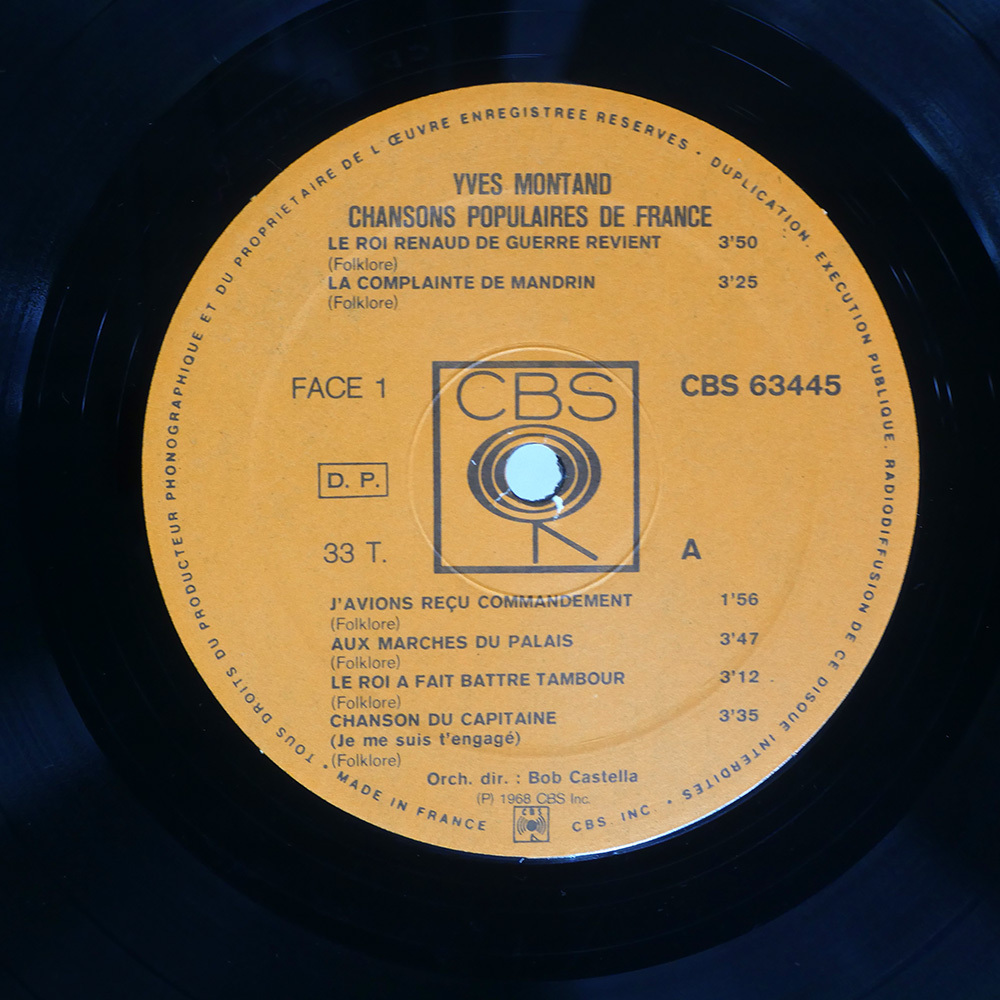 TOUS DROITS DU PRODUCTEUR PHONOGRAPHIQUE ET DU PROPRIETAIRE DE L'ŒUVRE ENREGISTREE RESERVES • DUPLICATION. EXECUTION PUBLIQUE. RADIODIFFUSION DE CE DISQUE INTERDITES •
YVES MONTAND
CHANSONS POPULAIRES DE FRANCE
LE ROI RENAUD DE GUERRE REVIENT 3'50
(Folklore)
LA COMPLAINTE DE MANDRIN 3'25
(Folklore)
FACE 1
CBS
CBS 63445
D. P.
33 T.
A
J'AVIONS REÇU COMMANDEMENT 1'56
(Folklore)
AUX MARCHES DU PALAIS 3'47
(Folklore)
LE ROI A FAIT BATTRE TAMBOUR 3'12
(Folklore)
CHANSON DU CAPITAINE 3'35
(Je me suis t'engagé)
(Folklore)
Orch. dir. : Bob Castella
(P) 1968 CBS Inc.
CBS
MADE IN FRANCE
CBS. INC.